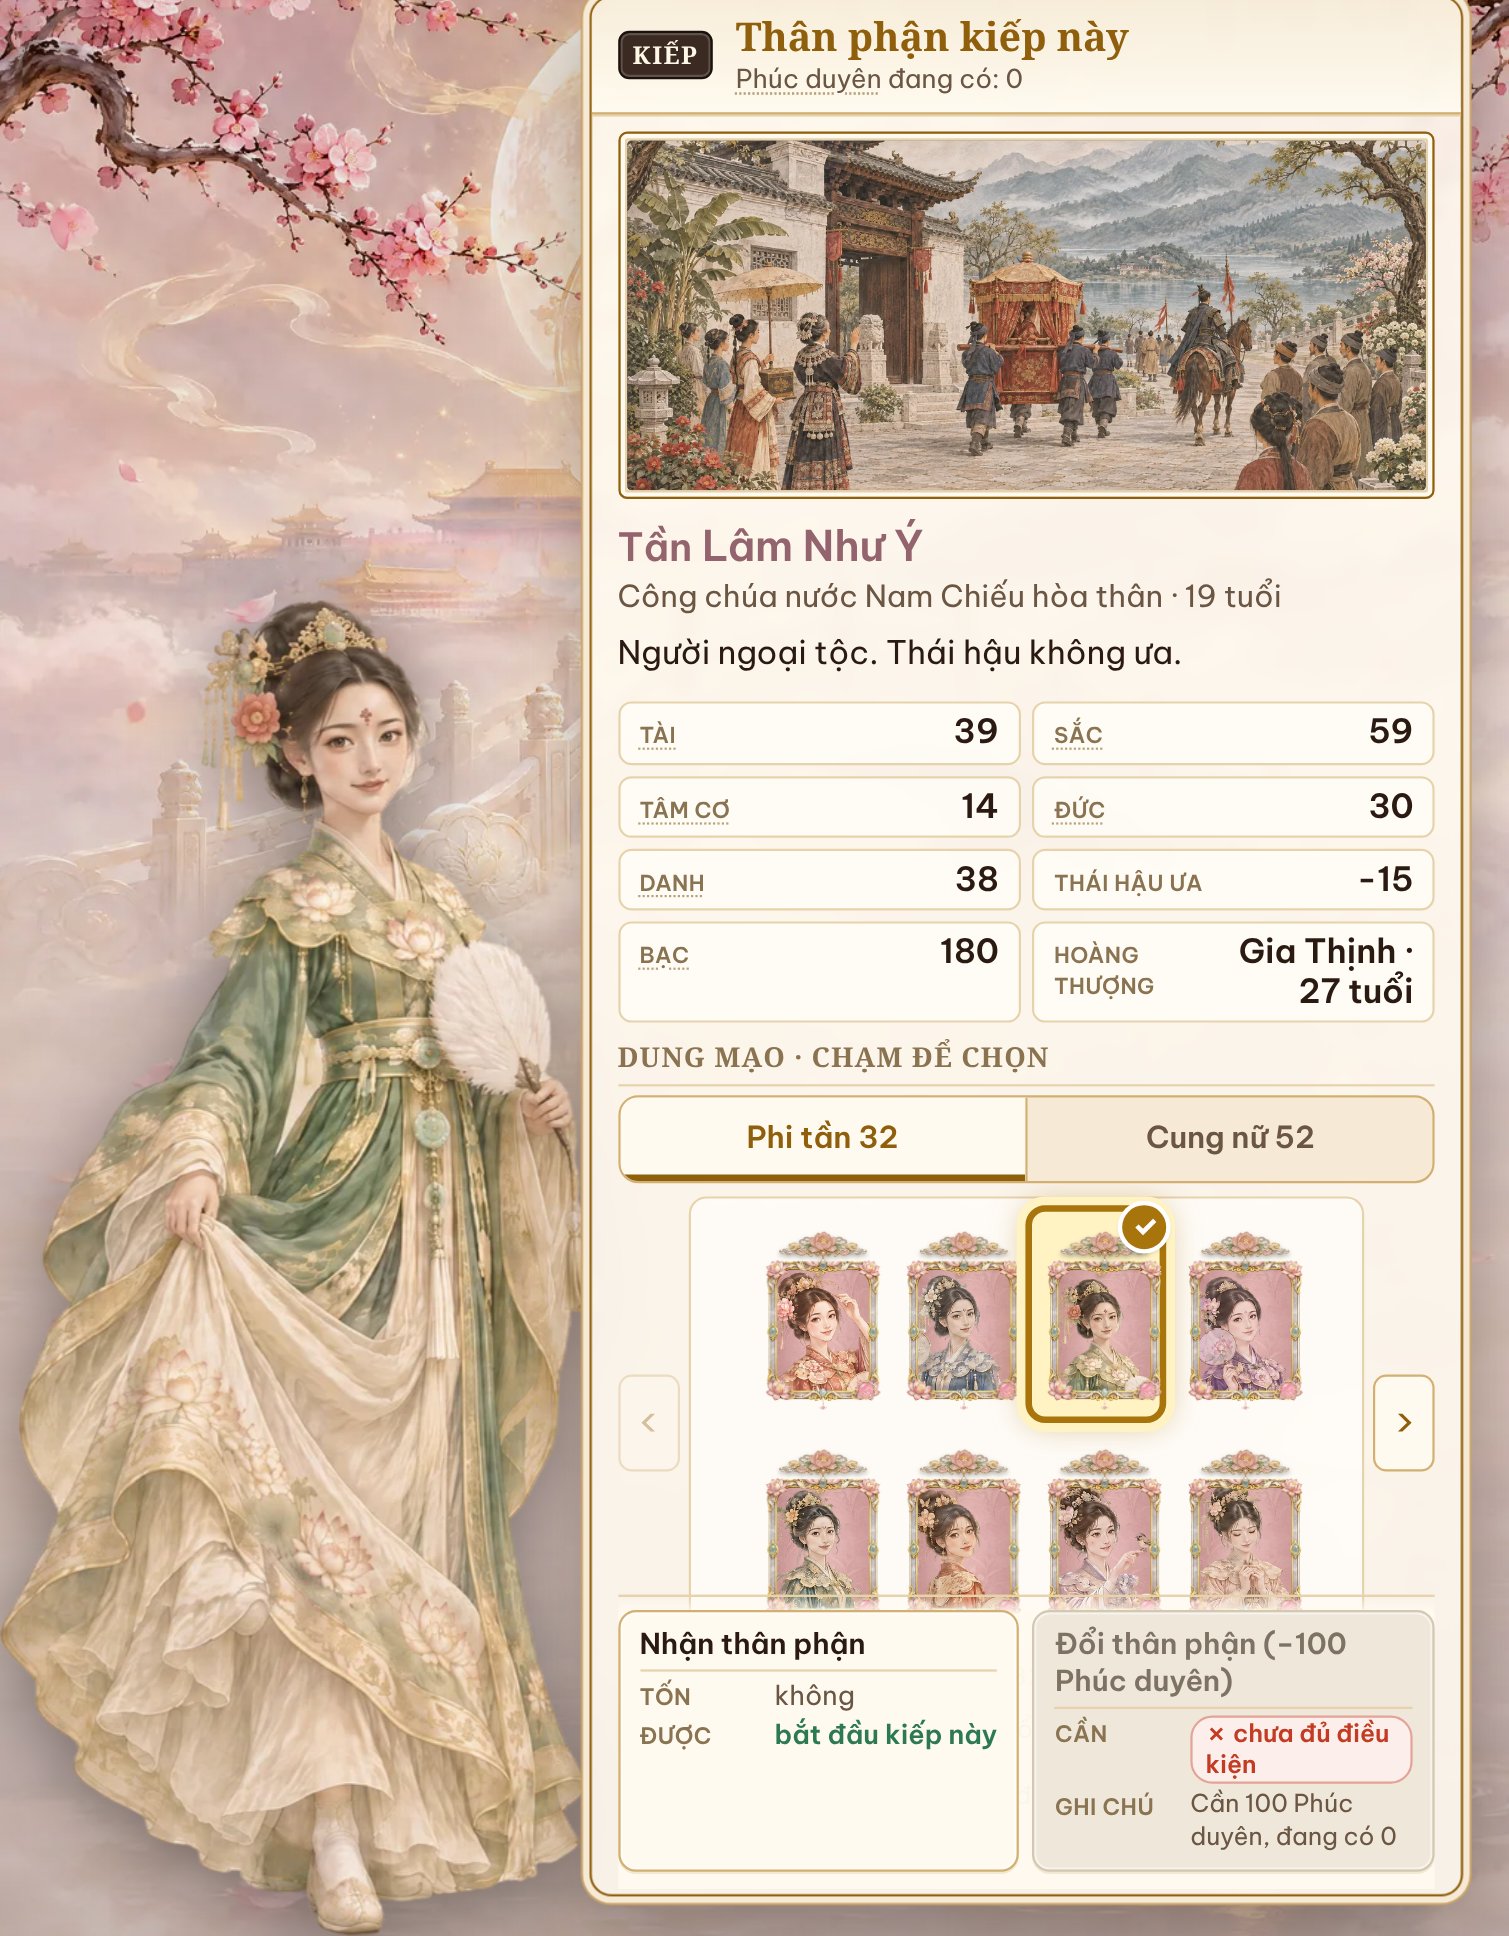 KIẾP
Thân phận kiếp này
Phúc duyên đang có: 0
Tần Lâm Như Ý
Công chúa nước Nam Chiếu hòa thân · 19 tuổi
Người ngoại tộc. Thái hậu không ưa.
TÀI 39
SẮC 59
TÂM CƠ 14
ĐỨC 30
DANH 38
THÁI HẬU ƯA -15
BẠC 180
HOÀNG THƯỢNG
Gia Thịnh · 27 tuổi
DUNG MẠO · CHẠM ĐỂ CHỌN
Phi tần 32
Cung nữ 52
Nhận thân phận
TỐN không
ĐƯỢC bắt đầu kiếp này
Đổi thân phận (−100
Phúc duyên)
CẦN × chưa đủ điều
kiện
GHI CHÚ Cần 100 Phúc
duyên, đang có 0